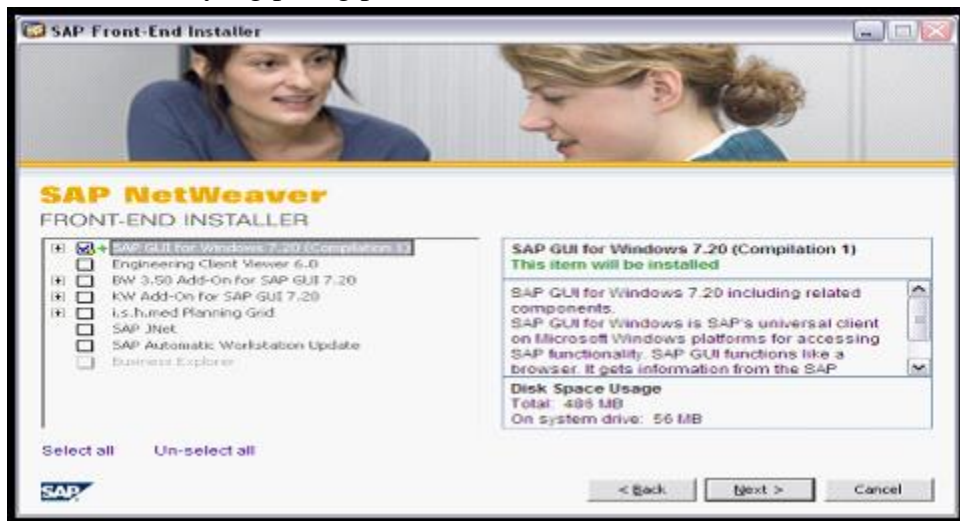 SAP Front-End Installer
SAP NetWeaver
FRONT-END INSTALLER
SAP GUI for Windows 7.20 (Compilation 1)
Engineering Client Viewer 6.0
BW 3.50 Add-On for SAP GUI 7.20
KW Add-On for SAP GUI 7.20
i.s.h.med Planning Grid
SAP JNet
SAP Automatic Workstation Update
Business Explorer
Select all Un-select all
SAP GUI for Windows 7.20 (Compilation 1)
This item will be installed
SAP GUI for Windows 7.20 including related
components.
SAP GUI for Windows is SAP's universal client
on Microsoft Windows platforms for accessing
SAP functionality. SAP GUI functions like a
browser. It gets information from the SAP
Disk Space Usage
Total: 486 MB
On system drive: 56 MB
SAP
< Back Next > Cancel